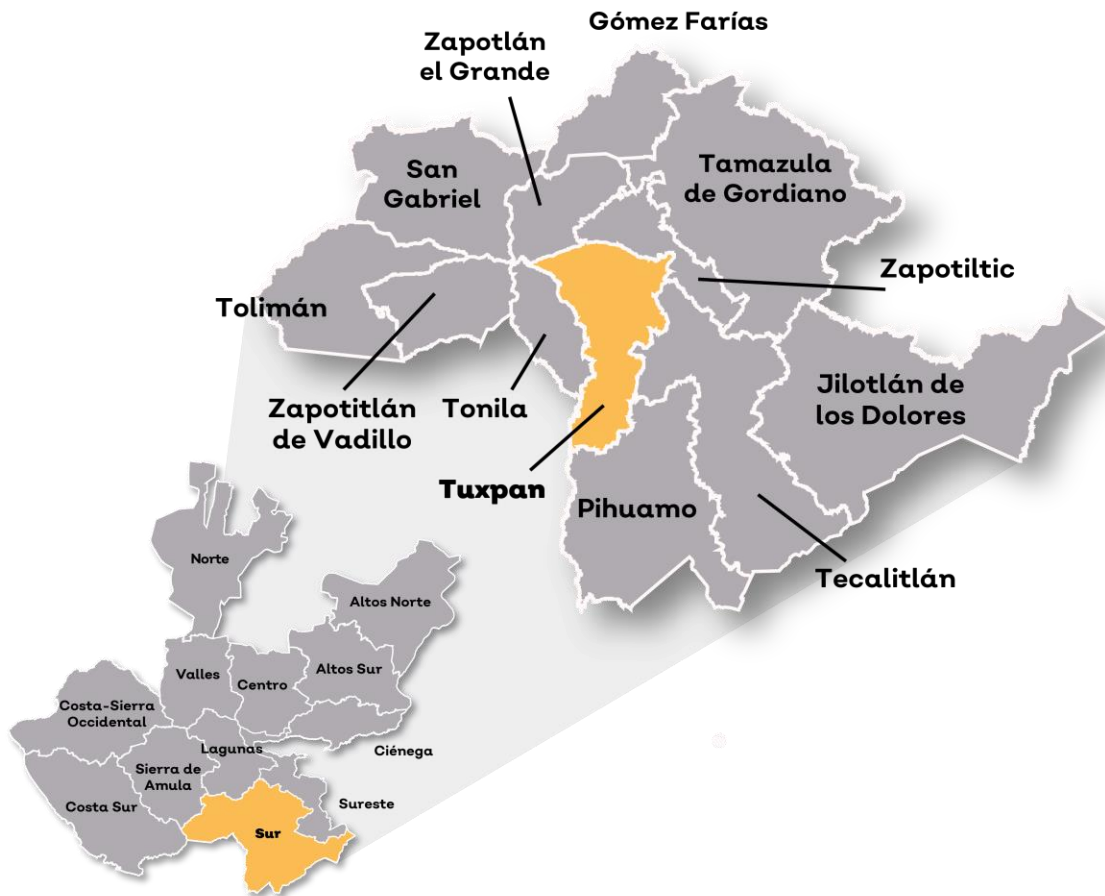 Gómez Farías
Zapotlán
el Grande
San
Gabriel
Tamazula
de Gordiano
Zapotiltic
Tolimán
Jilotlán de
los Dolores
Zapotitlán
de Vadillo
Tonila
Tuxpan
Pihuamo
Tecalitlán
Norte
Altos Norte
Valles
Centro
Altos Sur
Costa-Sierra
Occidental
Lagunas
Ciénega
Sierra de
Amula
Costa Sur
Sureste
Sur